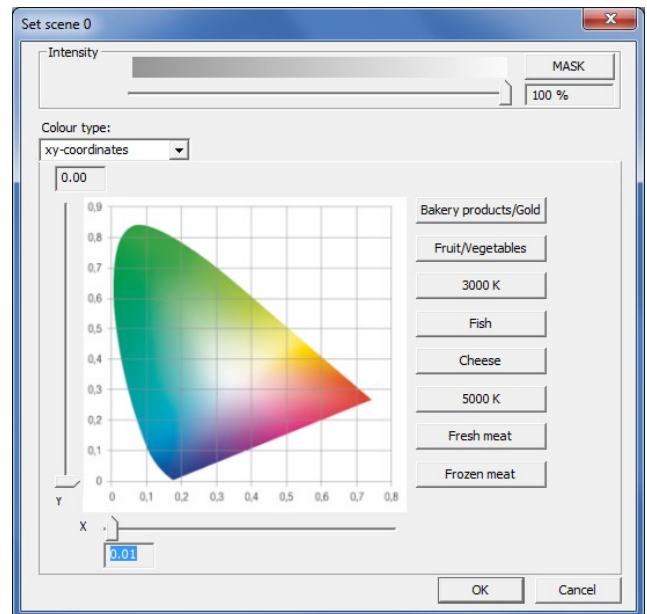 Set scene 0
Intensity
MASK
100 %
Colour type:
xy-coordinates
0.00
0,9
0,8
0,7
0,6
0,5
0,4
0,3
0,2
0,1
0
Y
0 0,1 0,2 0,3 0,4 0,5 0,6 0,7 0,8
X
0.01
Bakery products/Gold
Fruit/Vegetables
3000 K
Fish
Cheese
5000 K
Fresh meat
Frozen meat
OK Cancel